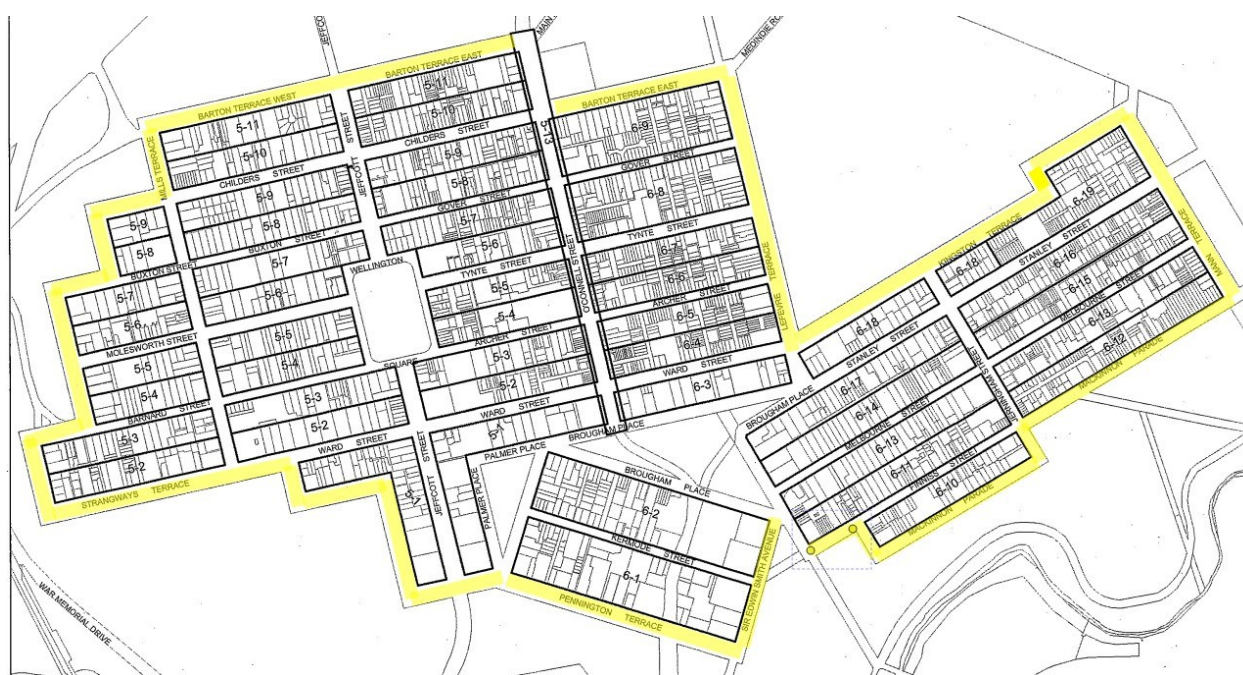 JEFFCO
MAIN
MEDINDIE RO
BARTON TERRACE WEST
BARTON TERRACE EAST
BARTON TERRACE EAST
MILLS TERRACE
5-11
5-10
CHILDERS STREET
JEFFCOTT STREET
5-11
5-10
CHILDERS STREET
5-13
6-9
GOVER STREET
5-9
5-8
5-9
5-8
GOVER STREET
6-8
6-19
5-9
5-8
BUXTON STREET
BUXTON STREET
5-7
5-6
WELLINGTON
SQUARE
5-7
5-6
TYNTE STREET
TYNTE STREET
O'CONNELL STREET
LEFEVRE TERRACE
6-7
6-6
ARCHER STREET
KINGSTON TERRACE
6-18
STANLEY STREET
6-16
6-15
MELBOURNE STREET
6-13
6-12
MANN TERRACE
MACKINNON PARADE
5-7
5-6
MOLESWORTH STREET
5-5
5-4
5-5
5-4
ARCHER STREET
6-5
6-4
WARD STREET
6-3
6-18
STANLEY STREET
JERNINGHAM STREET
5-5
5-4
BARNARD STREET
5-3
5-2
5-3
5-2
WARD STREET
5-3
5-2
WARD STREET
5-1
PALMER PLACE
BROUGHAM PLACE
BROUGHAM PLACE
6-17
6-14
MELBOURNE STREET
6-13
6-11
FINNISS STREET
6-10
MACKINNON PARADE
STRANGWAYS TERRACE
5-1
JEFFCOTT STREET
PALMER PLACE
BROUGHAM PLACE
6-2
KERMODE STREET
6-1
PENNINGTON TERRACE
SIR EDWIN SMITH AVENUE
WAR MEMORIAL DRIVE